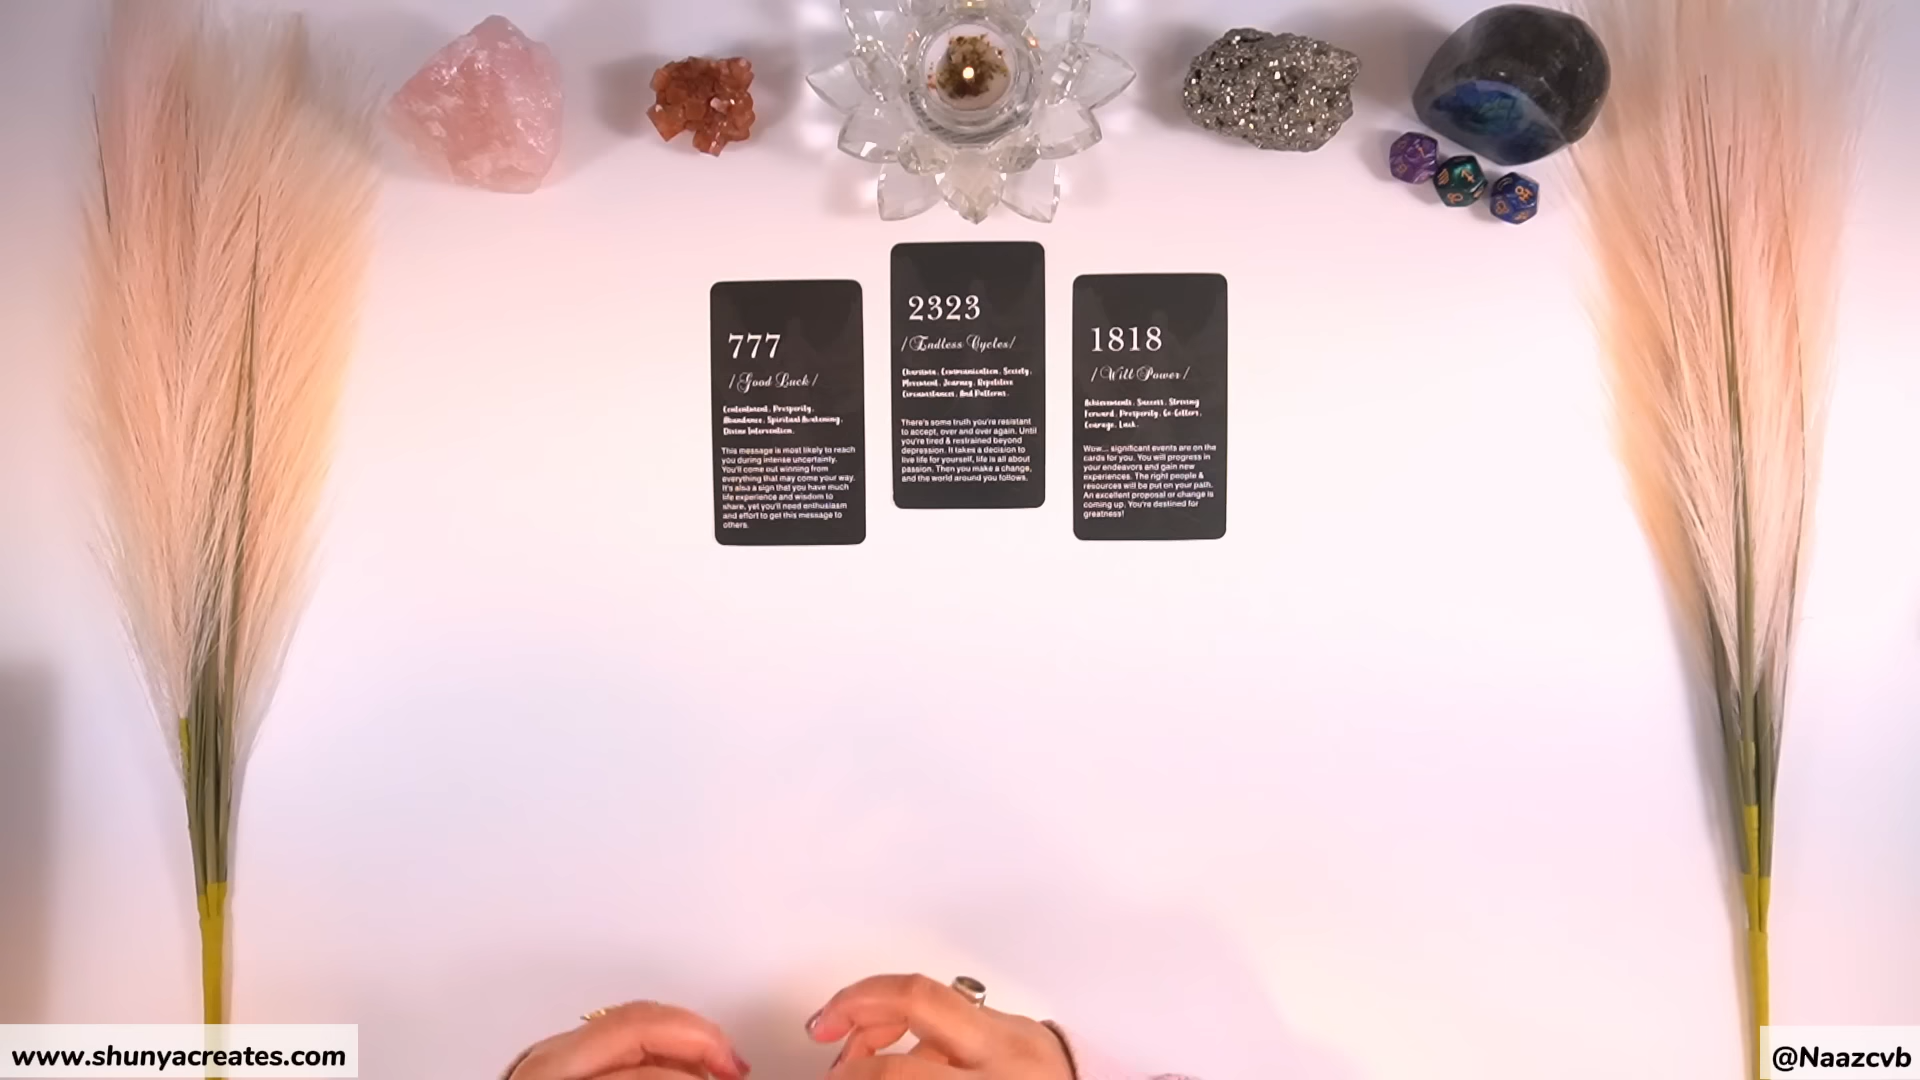 777
/Good Luck/
Contentment, Prosperity,
Abundance, Spiritual Awakening,
Divine Intervention.
This message is most likely to reach
you during intense uncertainty.
You'll come out winning from
everything that may come your way.
It's also a sign that you have much
life experience and wisdom to
share, yet you'll need enthusiasm
and effort to get this message to
others.
2323
/Endless Cycles/
Charisma, Communication, Society,
Movement, Journey, Repetitive
Circumstances, And Patterns.
There's some truth you're resistant
to accept, over and over again. Until
you're tired & restrained beyond
depression. It takes a decision to
live life for yourself, life is all about
passion. Then you make a change,
and the world around you follows.
1818
/Will Power/
Achievements, Success, Striving
Forward, Prosperity, Go-Getters,
Courage, Luck.
Wow... significant events are on the
cards for you. You will progress in
your endeavors and gain new
experiences. The right people &
resources will be put on your path.
An excellent proposal or change is
coming up. You're destined for
greatness!
www.shunyacreates.com
@Naazcvb